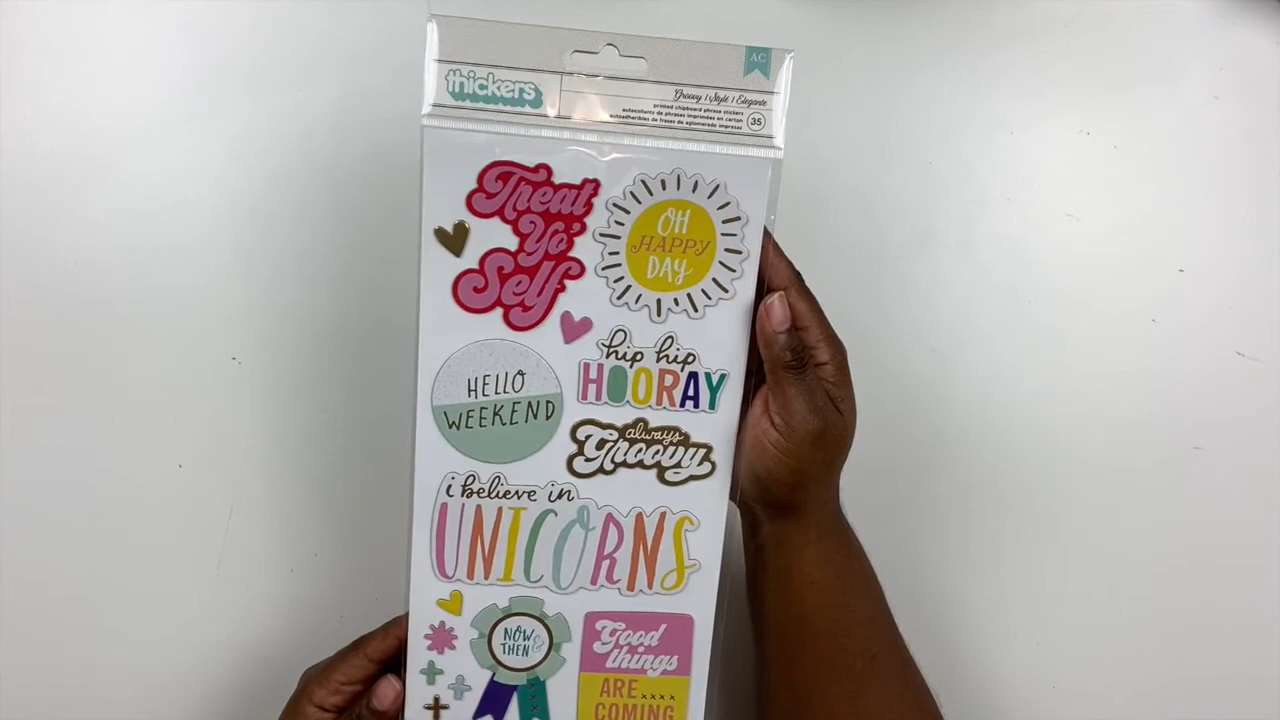 AC
thickers
Groovy | Style | Elegante
printed chipboard phrase stickers
autocollants de phrases imprimées en carton
autoadheribles de frases de aglomerado impresas
35
Treat
Yo'
Self
OH
HAPPY
DAY
hip hip
HOORAY
HELLO
WEEKEND
always
Groovy
i believe in
UNICORNS
NOW
THEN &
Good
things
ARE
COMING